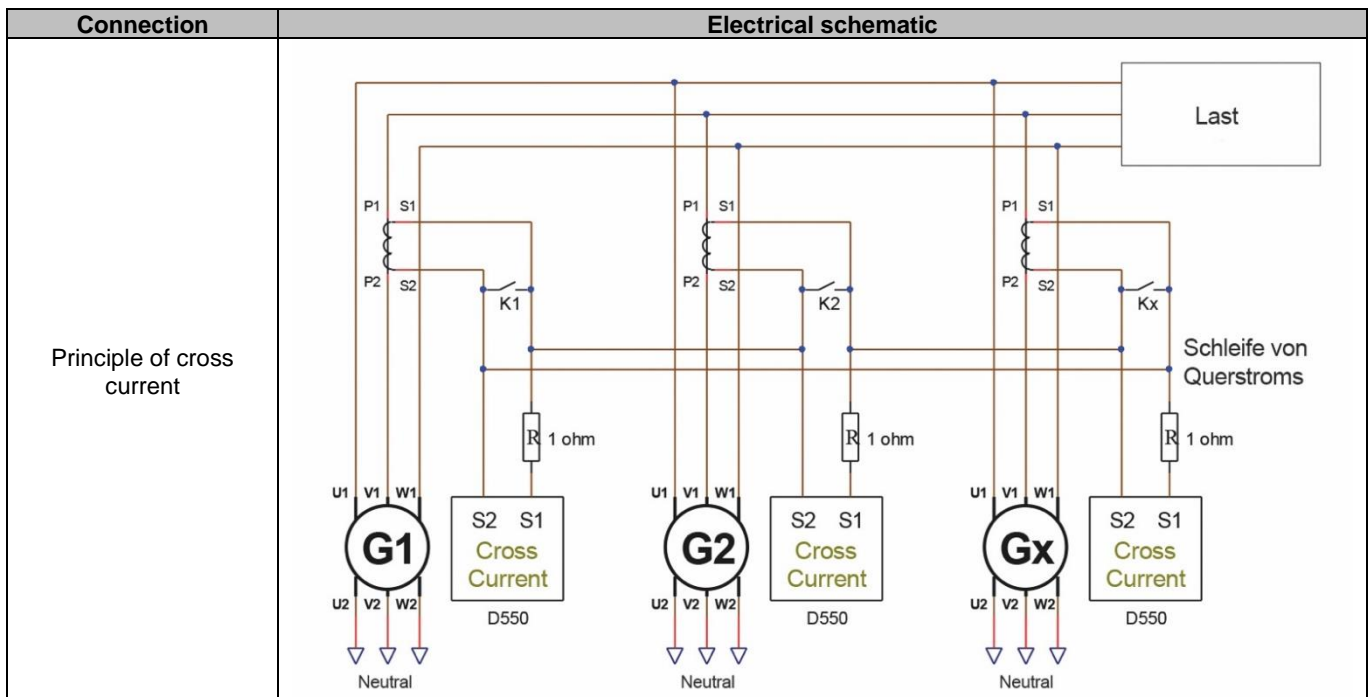 Connection
Electrical schematic
Principle of cross
current
Last
P1 S1
P2 S2
K1
P1 S1
P2 S2
K2
P1 S1
P2 S2
Kx
Schleife von
Querstroms
R 1 ohm
R 1 ohm
R 1 ohm
U1 V1 W1
G1
U2 V2 W2
Neutral
S2 S1
Cross
Current
D550
U1 V1 W1
G2
U2 V2 W2
Neutral
S2 S1
Cross
Current
D550
U1 V1 W1
Gx
U2 V2 W2
Neutral
S2 S1
Cross
Current
D550